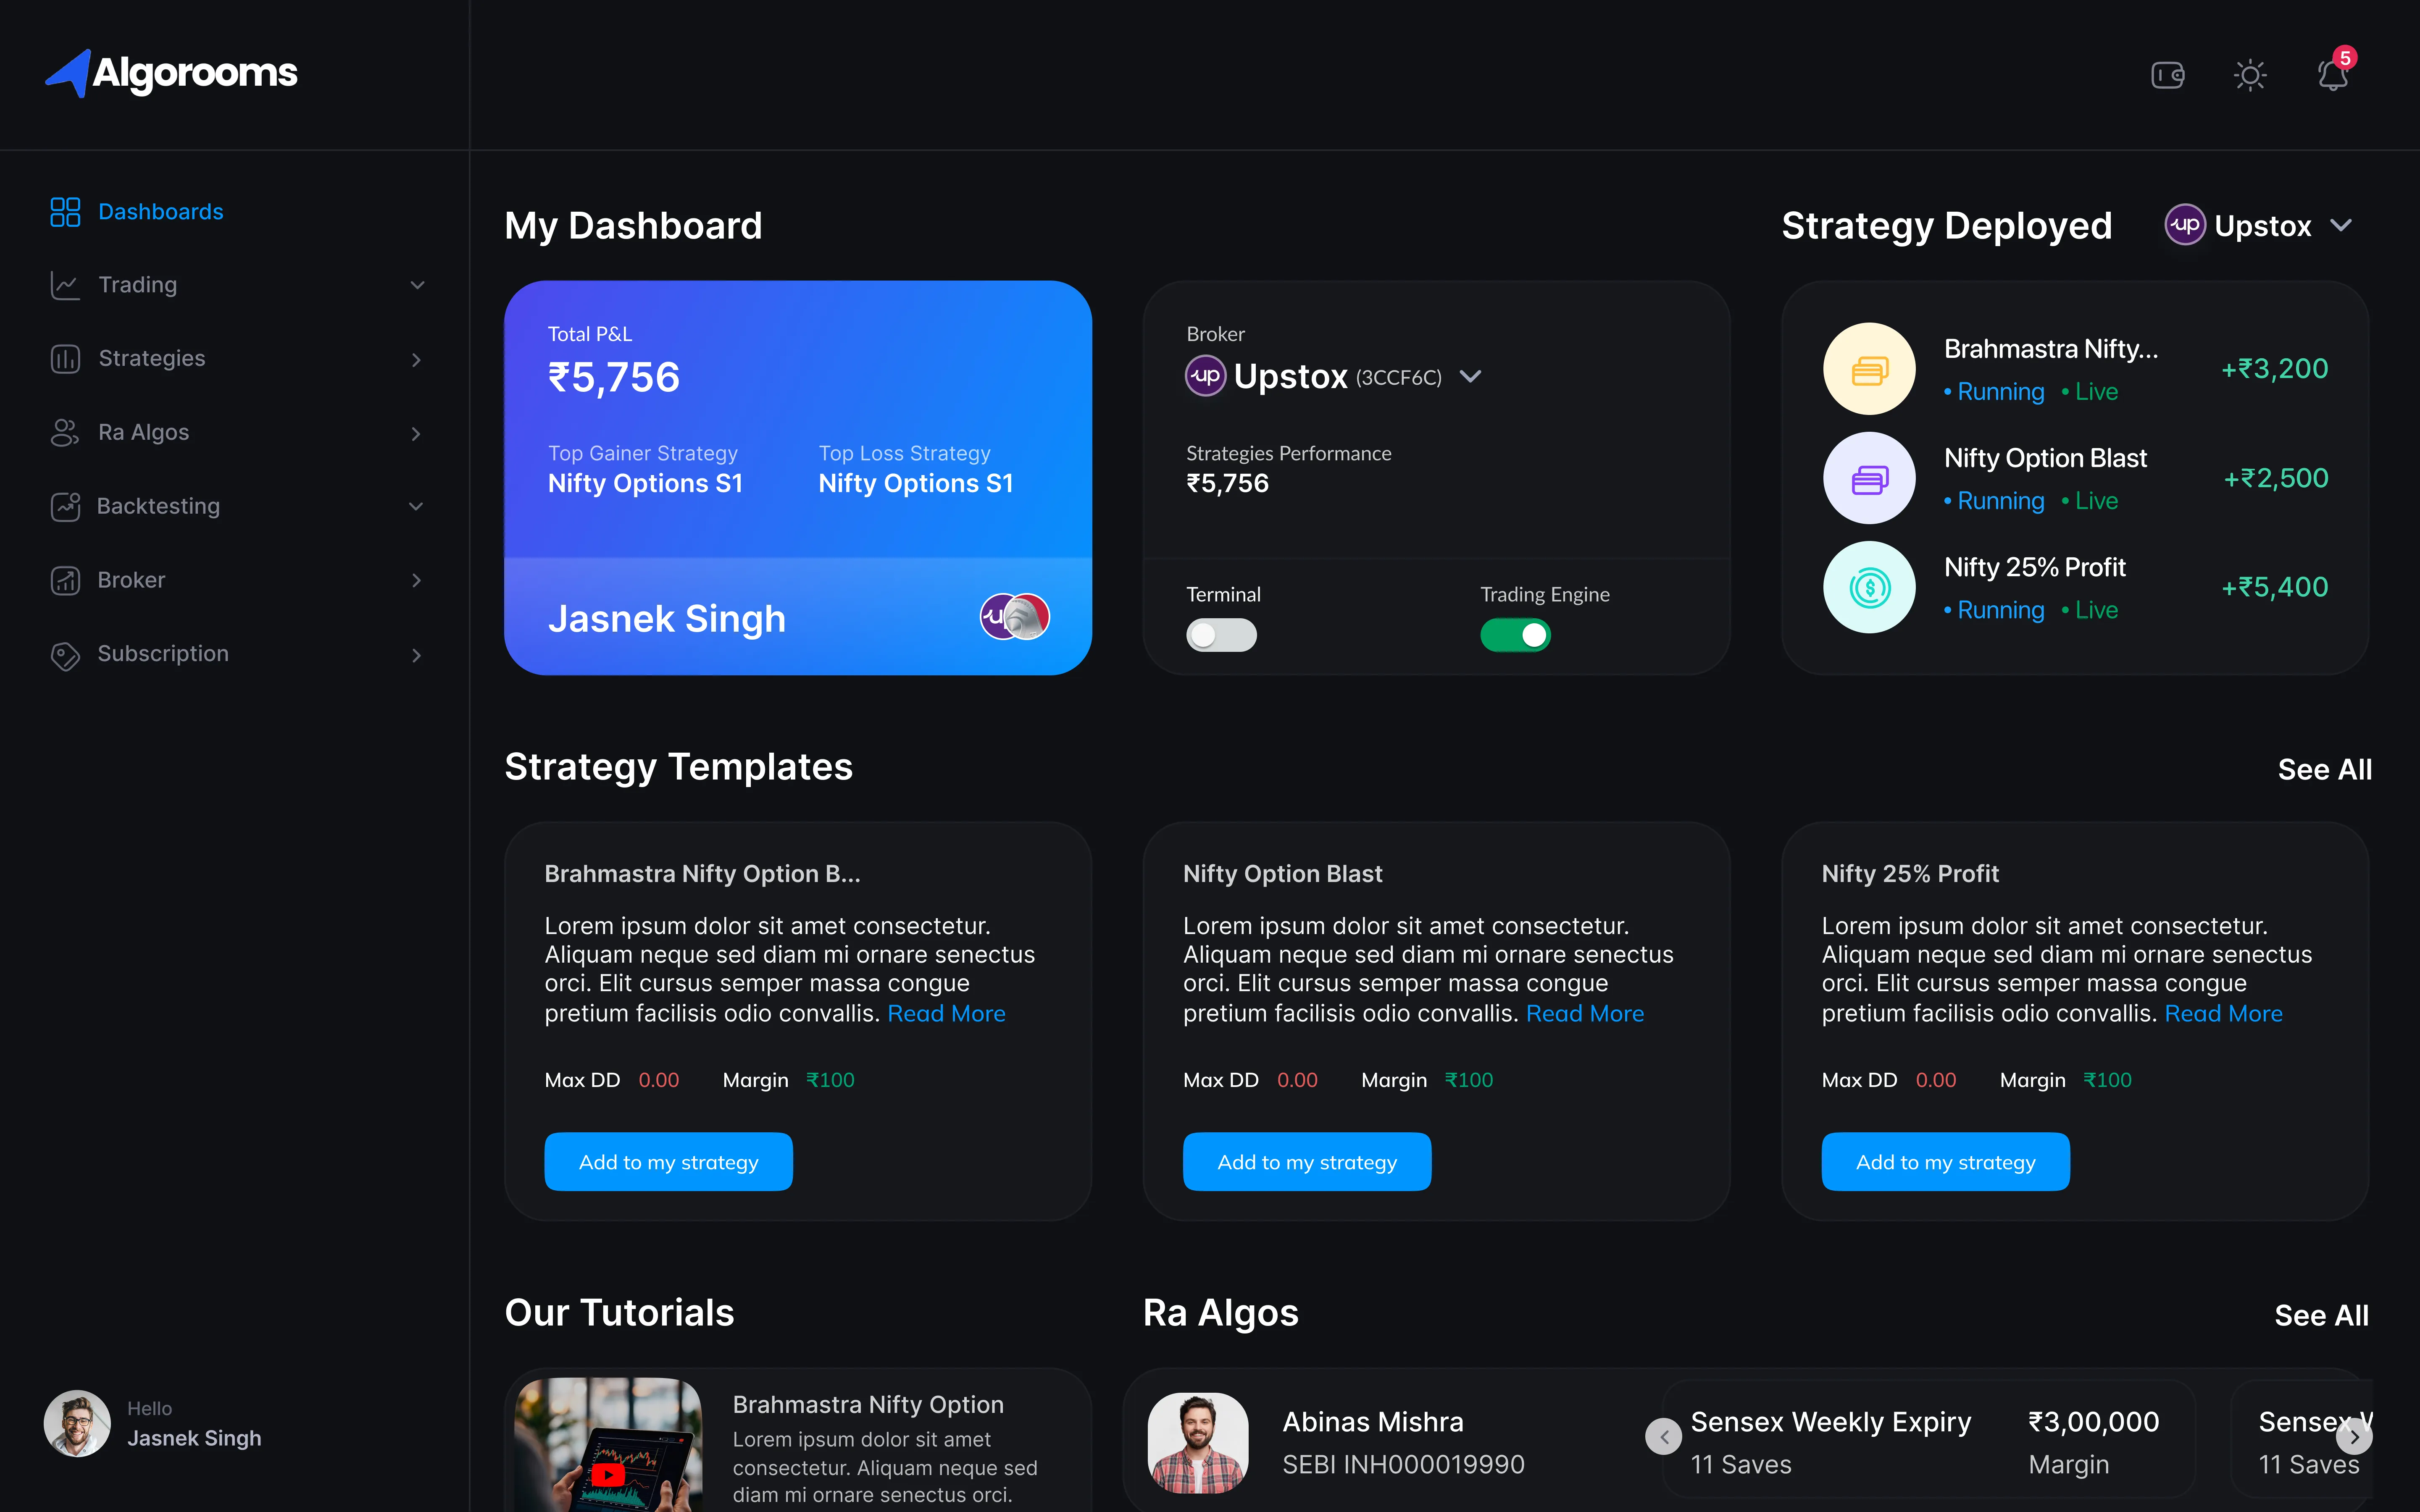 Algorooms
5
Dashboards
Trading
Strategies
Ra Algos
Backtesting
Broker
Subscription
Hello
Jasnek Singh
My Dashboard
Total P&L
₹5,756
Top Gainer Strategy
Nifty Options S1
Top Loss Strategy
Nifty Options S1
Jasnek Singh
Broker
up Upstox (3CCF6C)
Strategies Performance
₹5,756
Terminal
Trading Engine
Strategy Deployed
up Upstox
Brahmastra Nifty...
• Running • Live
+₹3,200
Nifty Option Blast
• Running • Live
+₹2,500
Nifty 25% Profit
• Running • Live
+₹5,400
Strategy Templates
See All
Brahmastra Nifty Option B...
Lorem ipsum dolor sit amet consectetur.
Aliquam neque sed diam mi ornare senectus
orci. Elit cursus semper massa congue
pretium facilisis odio convallis. Read More
Max DD 0.00 Margin ₹100
Add to my strategy
Nifty Option Blast
Lorem ipsum dolor sit amet consectetur.
Aliquam neque sed diam mi ornare senectus
orci. Elit cursus semper massa congue
pretium facilisis odio convallis. Read More
Max DD 0.00 Margin ₹100
Add to my strategy
Nifty 25% Profit
Lorem ipsum dolor sit amet consectetur.
Aliquam neque sed diam mi ornare senectus
orci. Elit cursus semper massa congue
pretium facilisis odio convallis. Read More
Max DD 0.00 Margin ₹100
Add to my strategy
Our Tutorials
Brahmastra Nifty Option
Lorem ipsum dolor sit amet
consectetur. Aliquam neque sed
diam mi ornare senectus orci.
Ra Algos
See All
Abinas Mishra
SEBI INH000019990
Sensex Weekly Expiry
11 Saves
₹3,00,000
Margin
Sensex
11 Saves